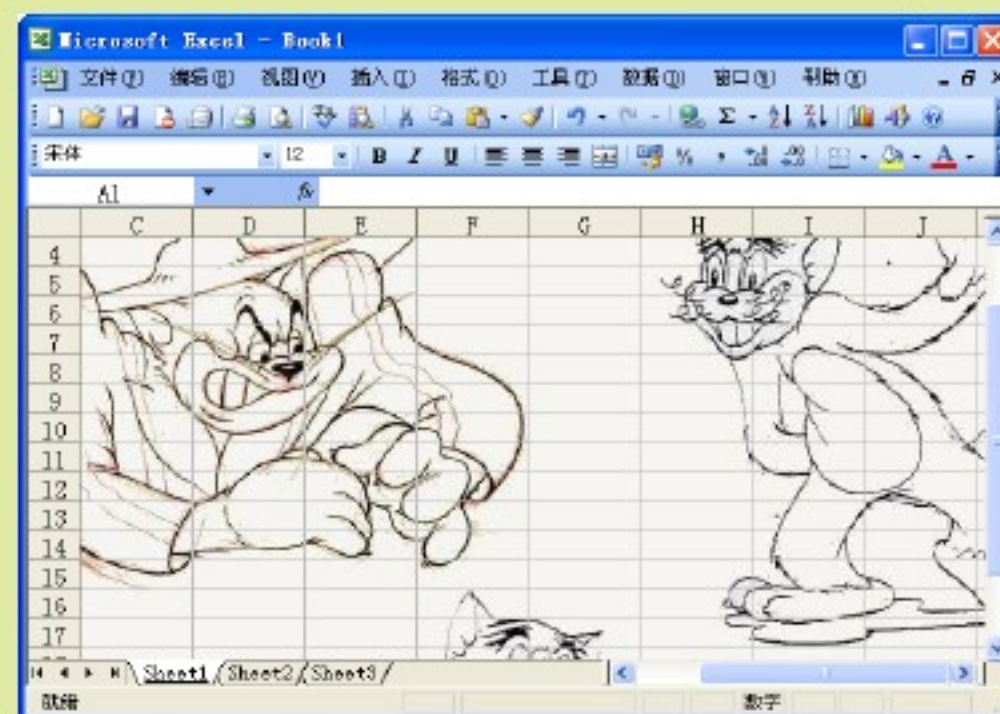 Microsoft Excel - Book1
文件(F) 编辑(E) 视图(V) 插入(I) 格式(O) 工具(T) 数据(D) 窗口(W) 帮助(H)
宋体 12 B I U % ,
A1 fx
C D E F G H I J
4
5
6
7
8
9
10
11
12
13
14
15
16
17
Sheet1 Sheet2 Sheet3
就绪 数字